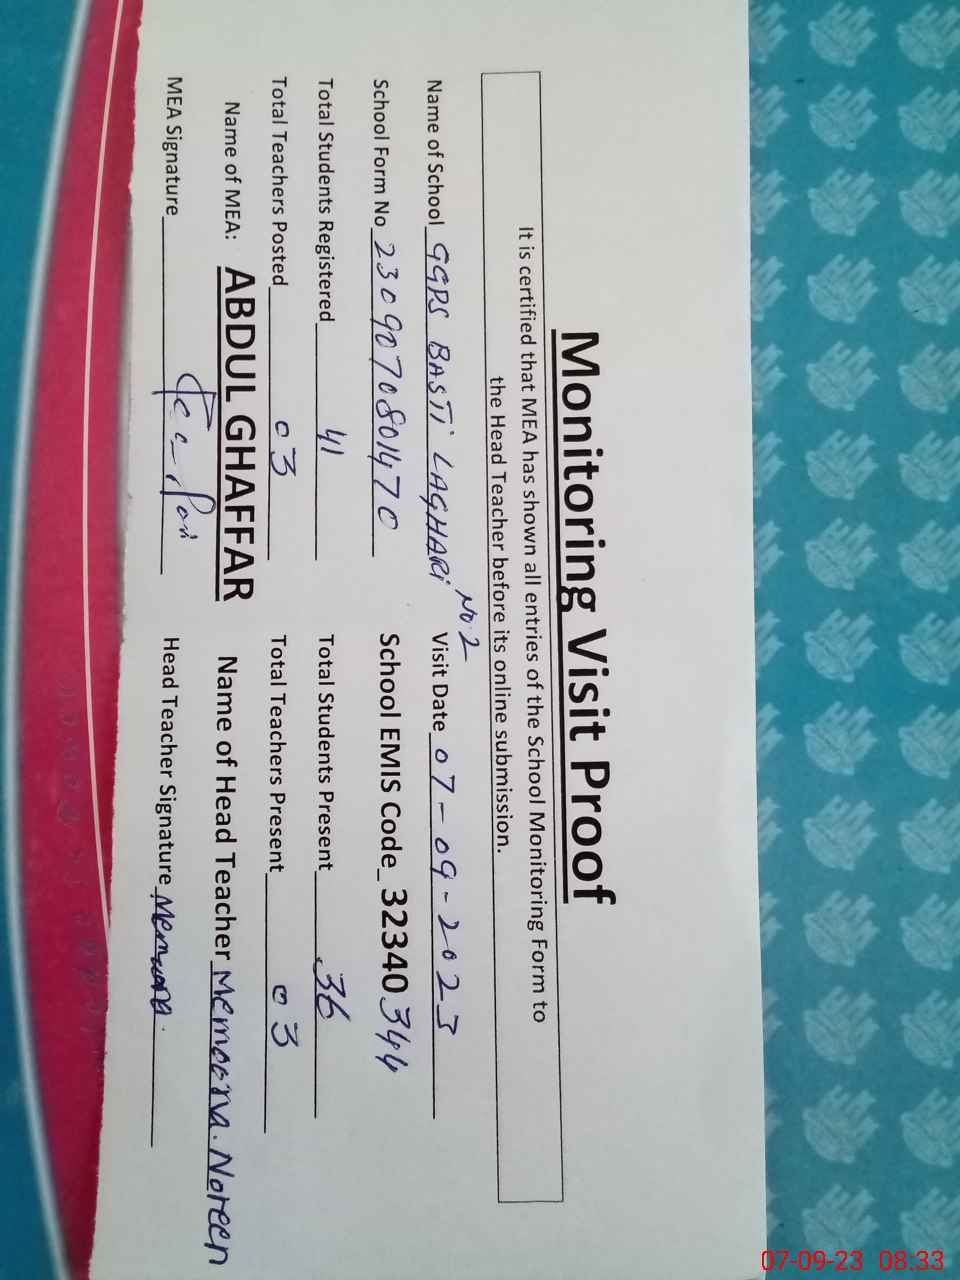 Monitoring Visit Proof
It is certified that MEA has shown all entries of the School Monitoring Form to
the Head Teacher before its online submission.
Name of School GGPS BASTI LAGHARI No.2 Visit Date 07-09-2023
School Form No 2309070801470 School EMIS Code_32340344
Total Students Registered 41 Total Students Present 36
Total Teachers Posted 03 Total Teachers Present 03
Name of MEA: ABDUL GHAFFAR Name of Head Teacher Memoona. Noreen
MEA Signature Head Teacher Signature Memoona.
07-09-23 08:33